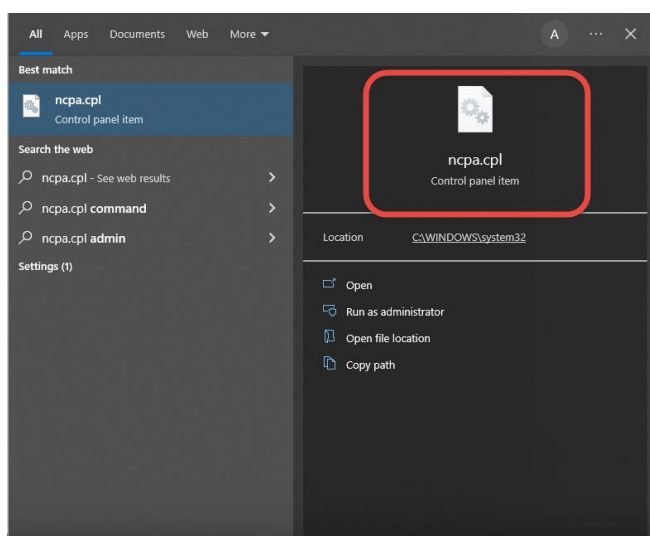 All Apps Documents Web More A ...
Best match
ncpa.cpl
Control panel item
Search the web
ncpa.cpl - See web results
ncpa.cpl command
ncpa.cpl admin
Settings (1)
ncpa.cpl
Control panel item
Location C:\WINDOWS\system32
Open
Run as administrator
Open file location
Copy path